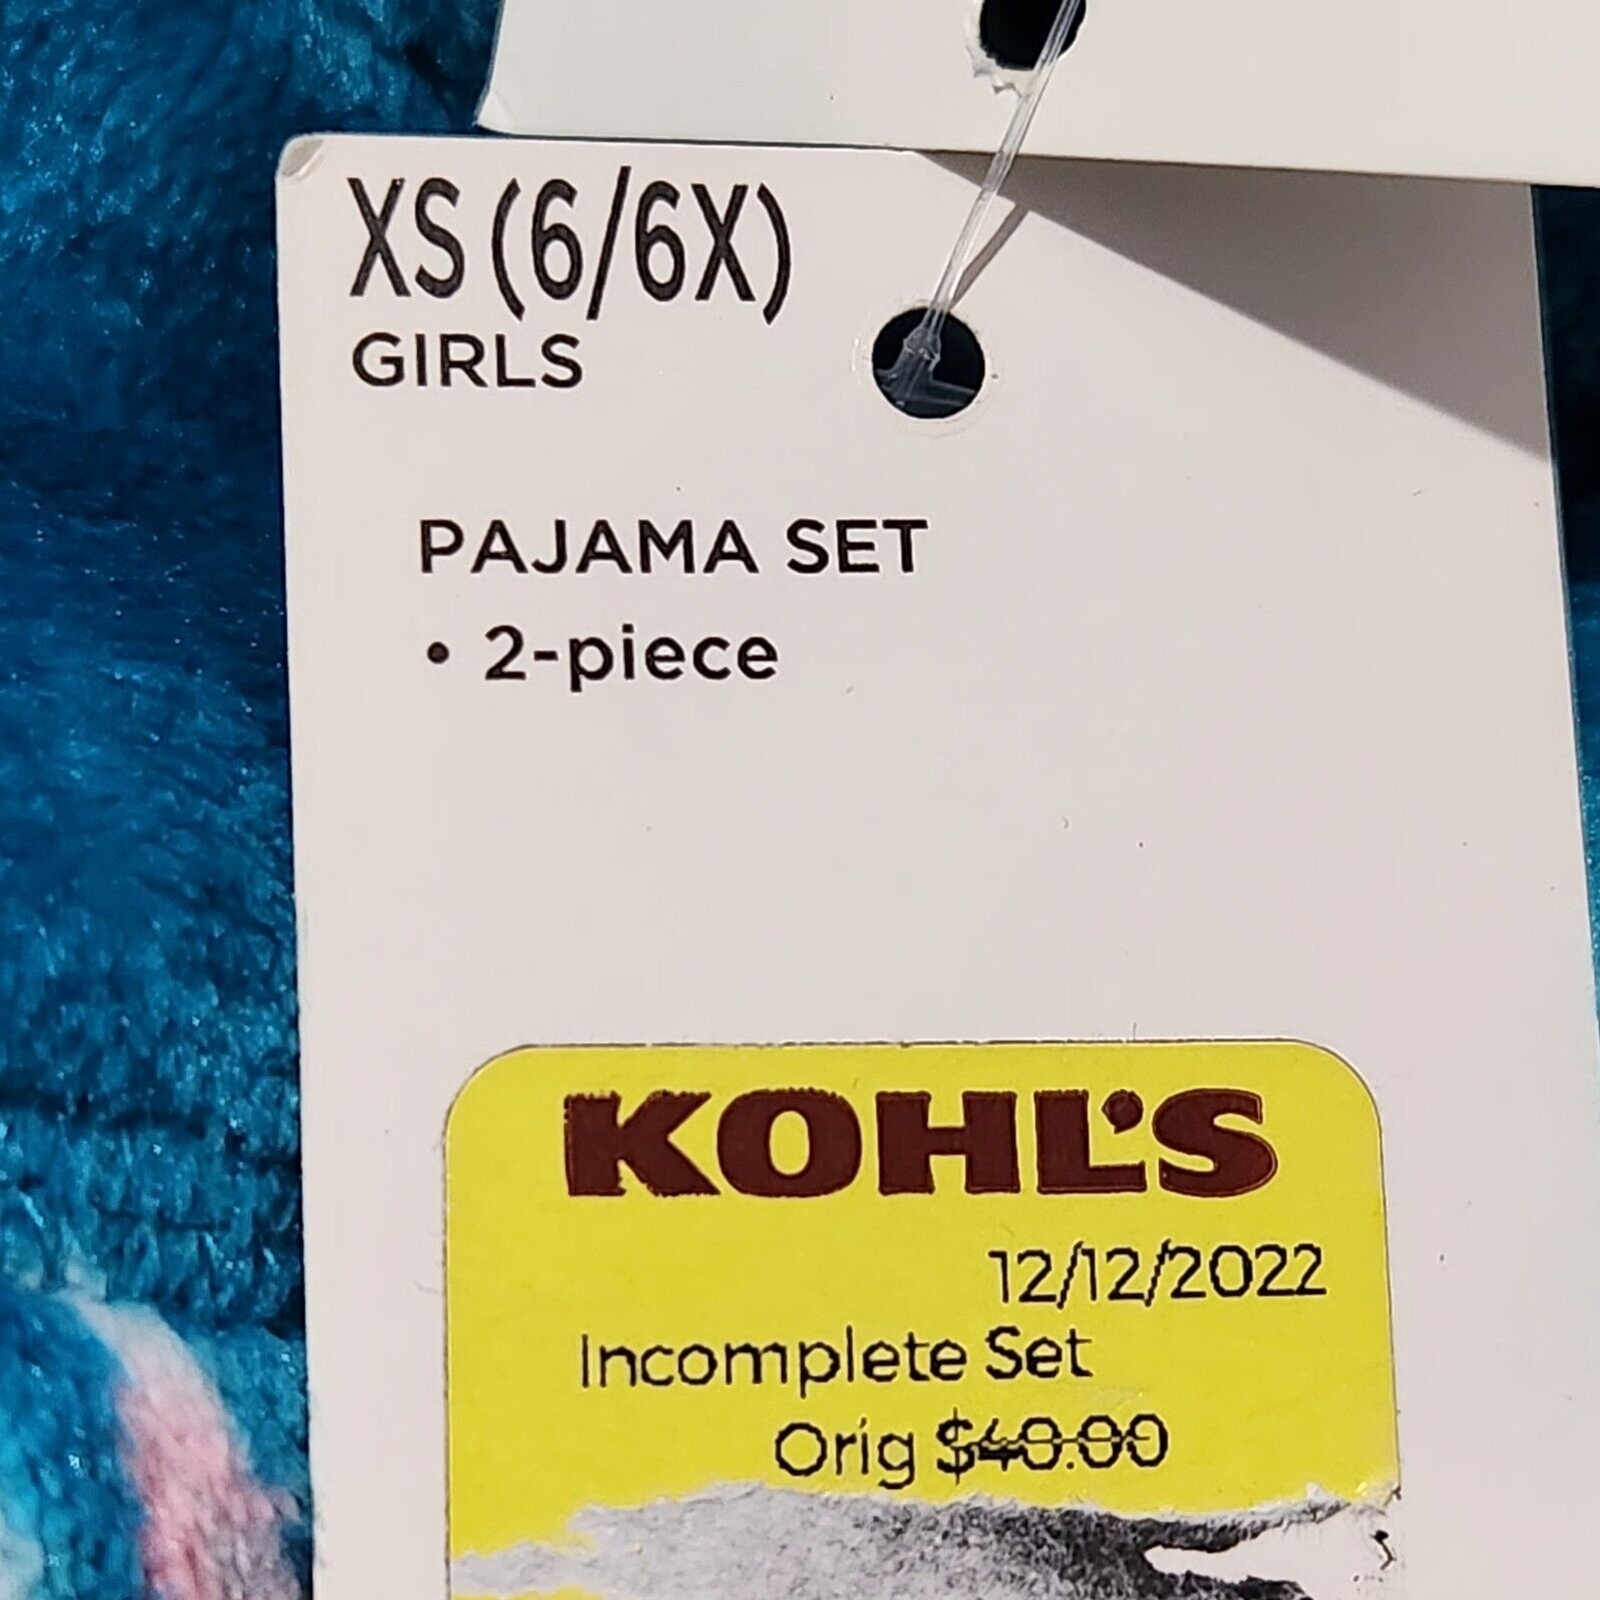 XS (6/6X)
GIRLS
PAJAMA SET
• 2-piece
KOHL'S
12/12/2022
Incomplete Set
Orig $40.00